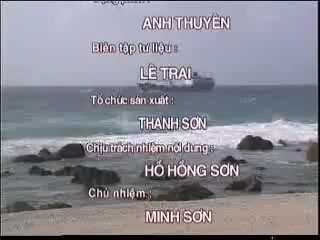 ANH THUYÊN
Biên tập tư liệu :
LÊ TRAI
Tổ chức sản xuất :
THANH SƠN
Chịu trách nhiệm nội dung :
HỒ HỒNG SƠN
Chủ nhiệm :
MINH SƠN